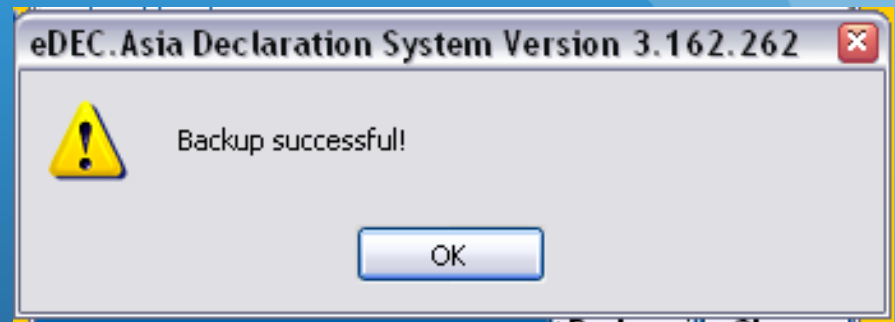 eDEC.Asia Declaration System Version 3.162.262
Backup successful!
OK